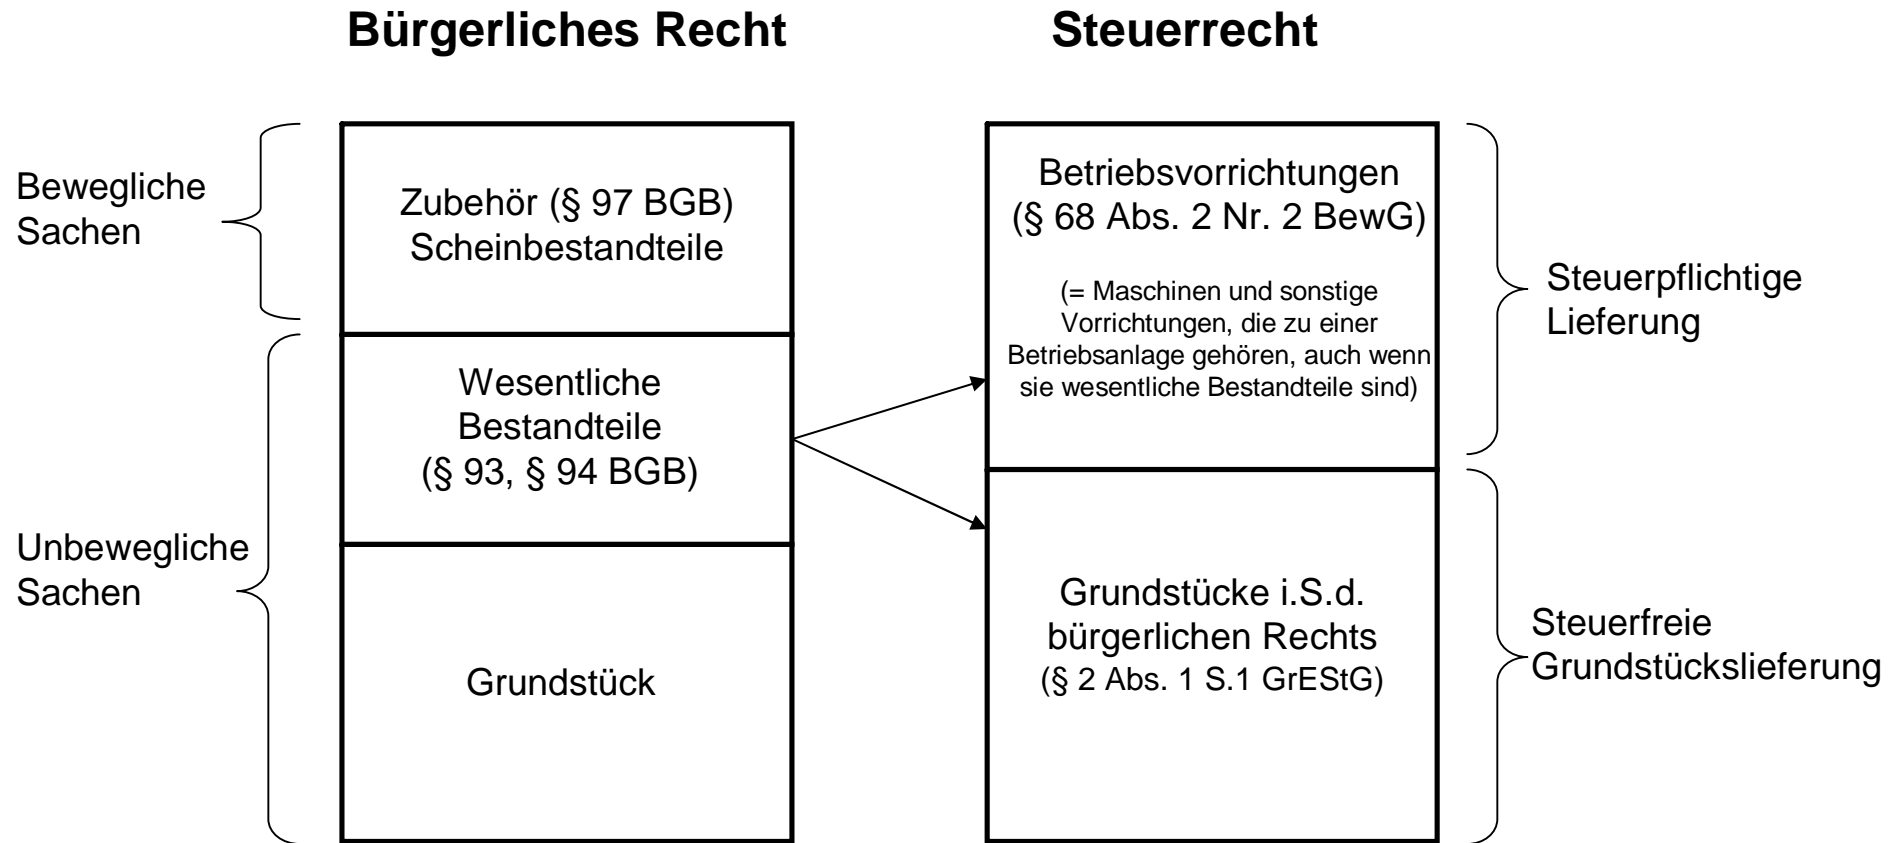 Bürgerliches Recht
Steuerrecht
Bewegliche
Sachen
Zubehör (§ 97 BGB)
Scheinbestandteile
Wesentliche
Bestandteile
(§ 93, § 94 BGB)
Unbewegliche
Sachen
Grundstück
Betriebsvorrichtungen
(§ 68 Abs. 2 Nr. 2 BewG)
(= Maschinen und sonstige
Vorrichtungen, die zu einer
Betriebsanlage gehören, auch wenn
sie wesentliche Bestandteile sind)
Steuerpflichtige
Lieferung
Grundstücke i.S.d.
bürgerlichen Rechts
(§ 2 Abs. 1 S.1 GrEStG)
Steuerfreie
Grundstückslieferung